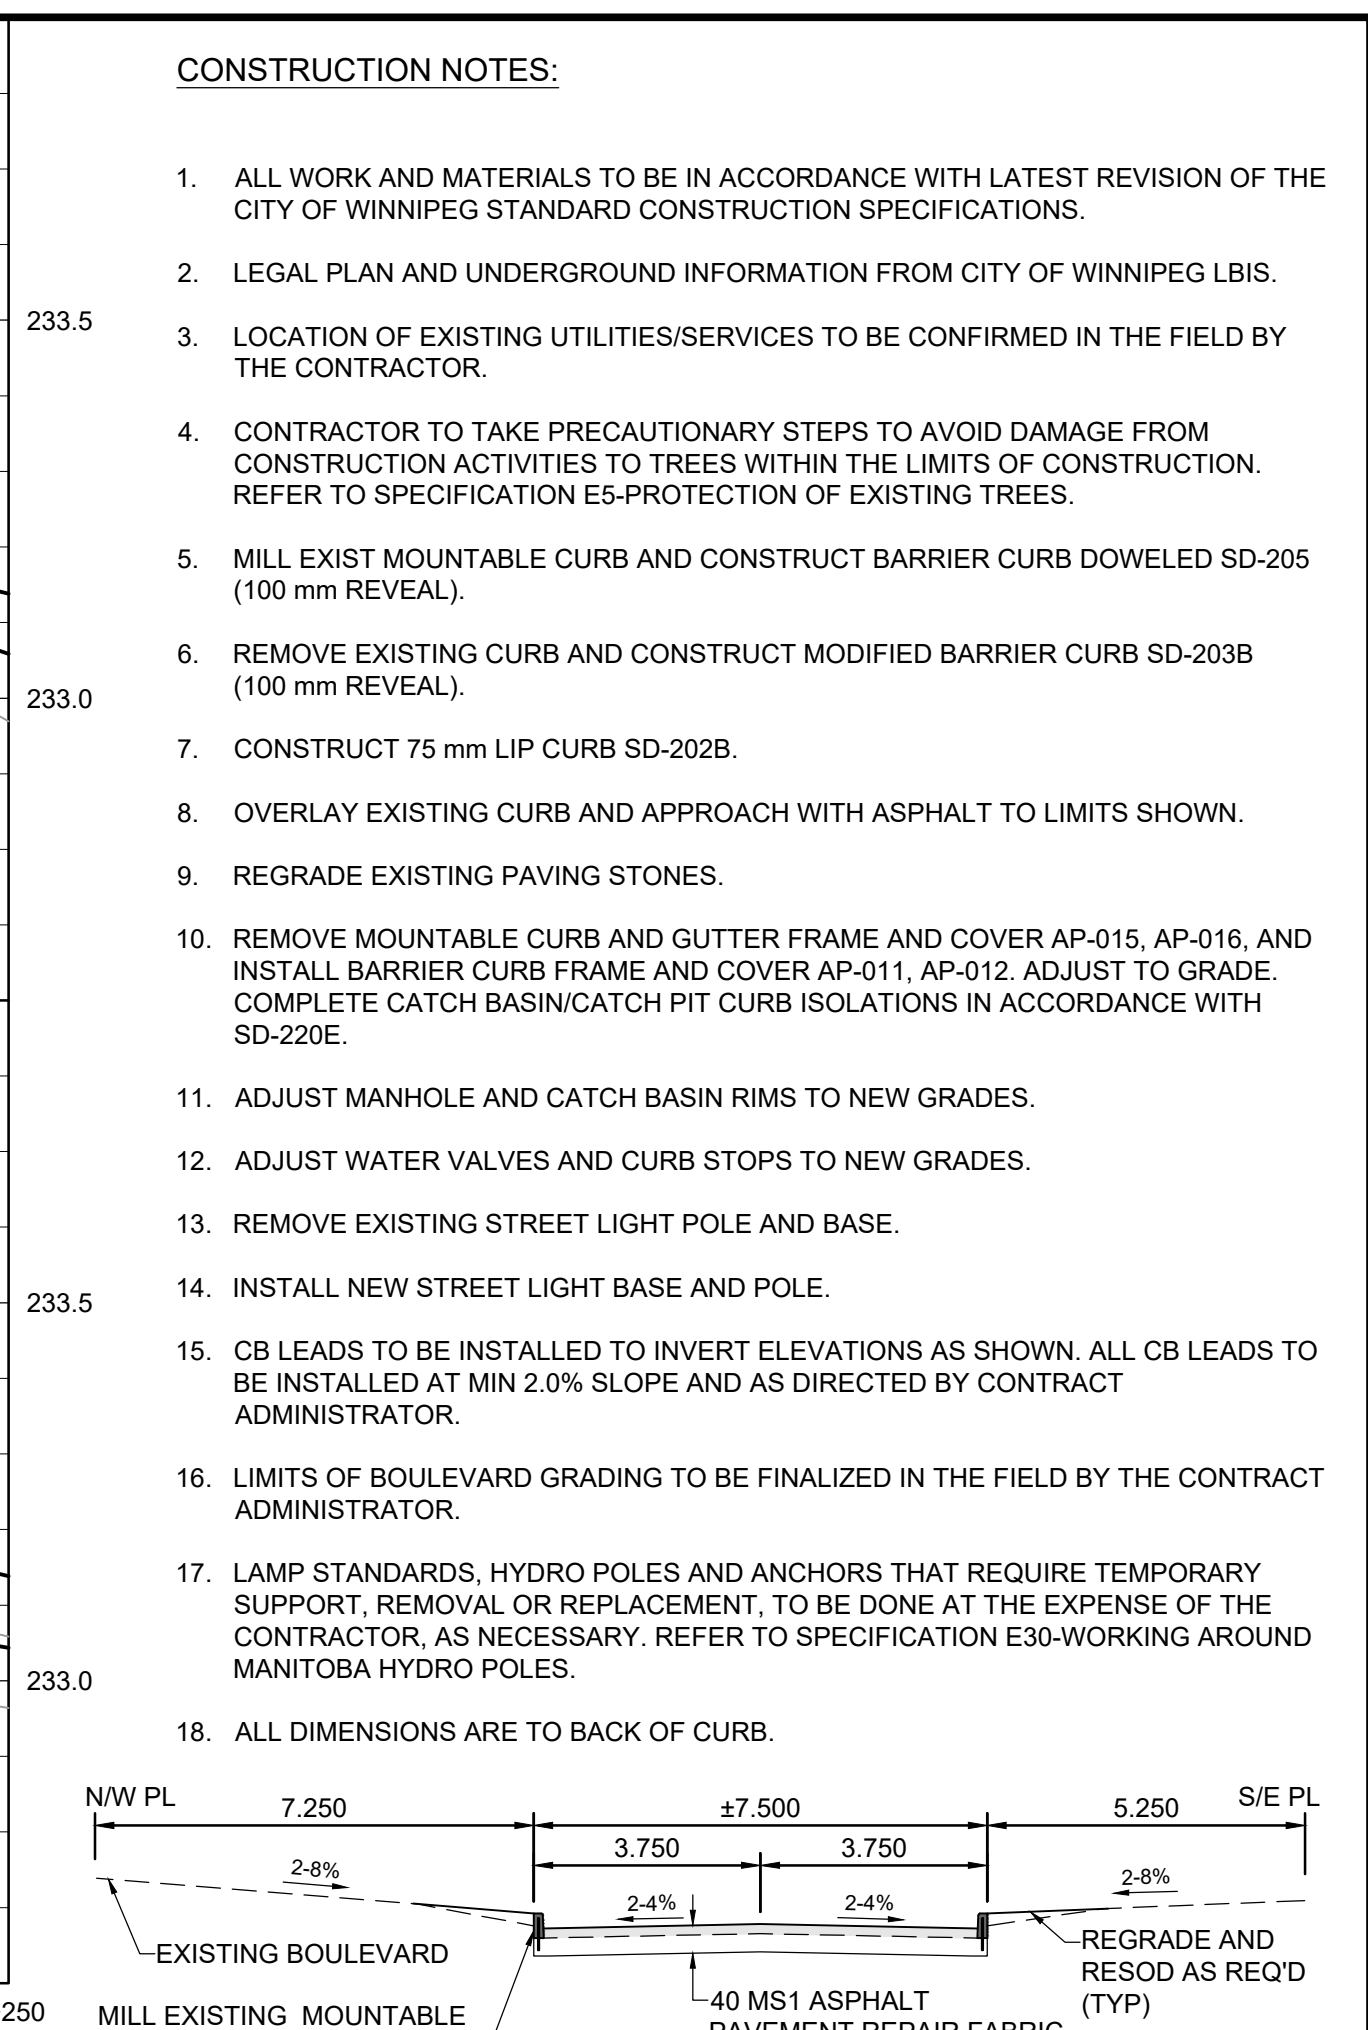 CONSTRUCTION NOTES:
1. ALL WORK AND MATERIALS TO BE IN ACCORDANCE WITH LATEST REVISION OF THE
CITY OF WINNIPEG STANDARD CONSTRUCTION SPECIFICATIONS.
2. LEGAL PLAN AND UNDERGROUND INFORMATION FROM CITY OF WINNIPEG LBIS.
233.5
3. LOCATION OF EXISTING UTILITIES/SERVICES TO BE CONFIRMED IN THE FIELD BY
THE CONTRACTOR.
4. CONTRACTOR TO TAKE PRECAUTIONARY STEPS TO AVOID DAMAGE FROM
CONSTRUCTION ACTIVITIES TO TREES WITHIN THE LIMITS OF CONSTRUCTION.
REFER TO SPECIFICATION E5-PROTECTION OF EXISTING TREES.
5. MILL EXIST MOUNTABLE CURB AND CONSTRUCT BARRIER CURB DOWELED SD-205
(100 mm REVEAL).
6. REMOVE EXISTING CURB AND CONSTRUCT MODIFIED BARRIER CURB SD-203B
(100 mm REVEAL).
233.0
7. CONSTRUCT 75 mm LIP CURB SD-202B.
8. OVERLAY EXISTING CURB AND APPROACH WITH ASPHALT TO LIMITS SHOWN.
9. REGRADE EXISTING PAVING STONES.
10. REMOVE MOUNTABLE CURB AND GUTTER FRAME AND COVER AP-015, AP-016, AND
INSTALL BARRIER CURB FRAME AND COVER AP-011, AP-012. ADJUST TO GRADE.
COMPLETE CATCH BASIN/CATCH PIT CURB ISOLATIONS IN ACCORDANCE WITH
SD-220E.
11. ADJUST MANHOLE AND CATCH BASIN RIMS TO NEW GRADES.
12. ADJUST WATER VALVES AND CURB STOPS TO NEW GRADES.
13. REMOVE EXISTING STREET LIGHT POLE AND BASE.
14. INSTALL NEW STREET LIGHT BASE AND POLE.
233.5
15. CB LEADS TO BE INSTALLED TO INVERT ELEVATIONS AS SHOWN. ALL CB LEADS TO
BE INSTALLED AT MIN 2.0% SLOPE AND AS DIRECTED BY CONTRACT
ADMINISTRATOR.
16. LIMITS OF BOULEVARD GRADING TO BE FINALIZED IN THE FIELD BY THE CONTRACT
ADMINISTRATOR.
17. LAMP STANDARDS, HYDRO POLES AND ANCHORS THAT REQUIRE TEMPORARY
SUPPORT, REMOVAL OR REPLACEMENT, TO BE DONE AT THE EXPENSE OF THE
CONTRACTOR, AS NECESSARY. REFER TO SPECIFICATION E30-WORKING AROUND
MANITOBA HYDRO POLES.
233.0
18. ALL DIMENSIONS ARE TO BACK OF CURB.
N/W PL 7.250 ±7.500 5.250 S/E PL
3.750 3.750
2-8% 2-4% 2-4% 2-8%
EXISTING BOULEVARD
REGRADE AND
RESOD AS REQ'D
(TYP)
250
MILL EXISTING MOUNTABLE
40 MS1 ASPHALT
PAVEMENT REPAIR FABRIC